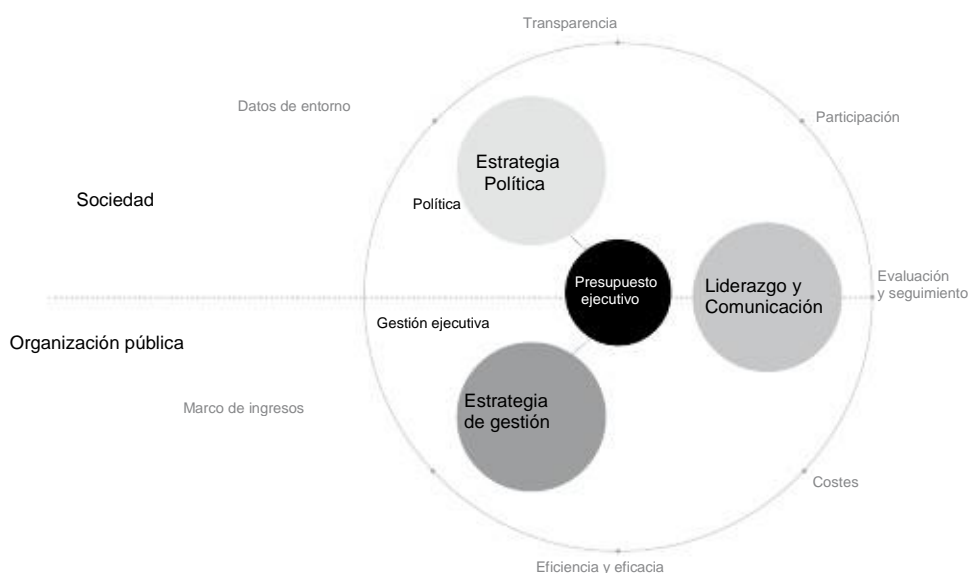 Transparencia
Datos de entorno
Participación
Estrategia
Política
Sociedad
Política
Presupuesto
ejecutivo
Liderazgo y
Comunicación
Evaluación
y seguimiento
Gestión ejecutiva
Organización pública
Estrategia
de gestión
Marco de ingresos
Costes
Eficiencia y eficacia